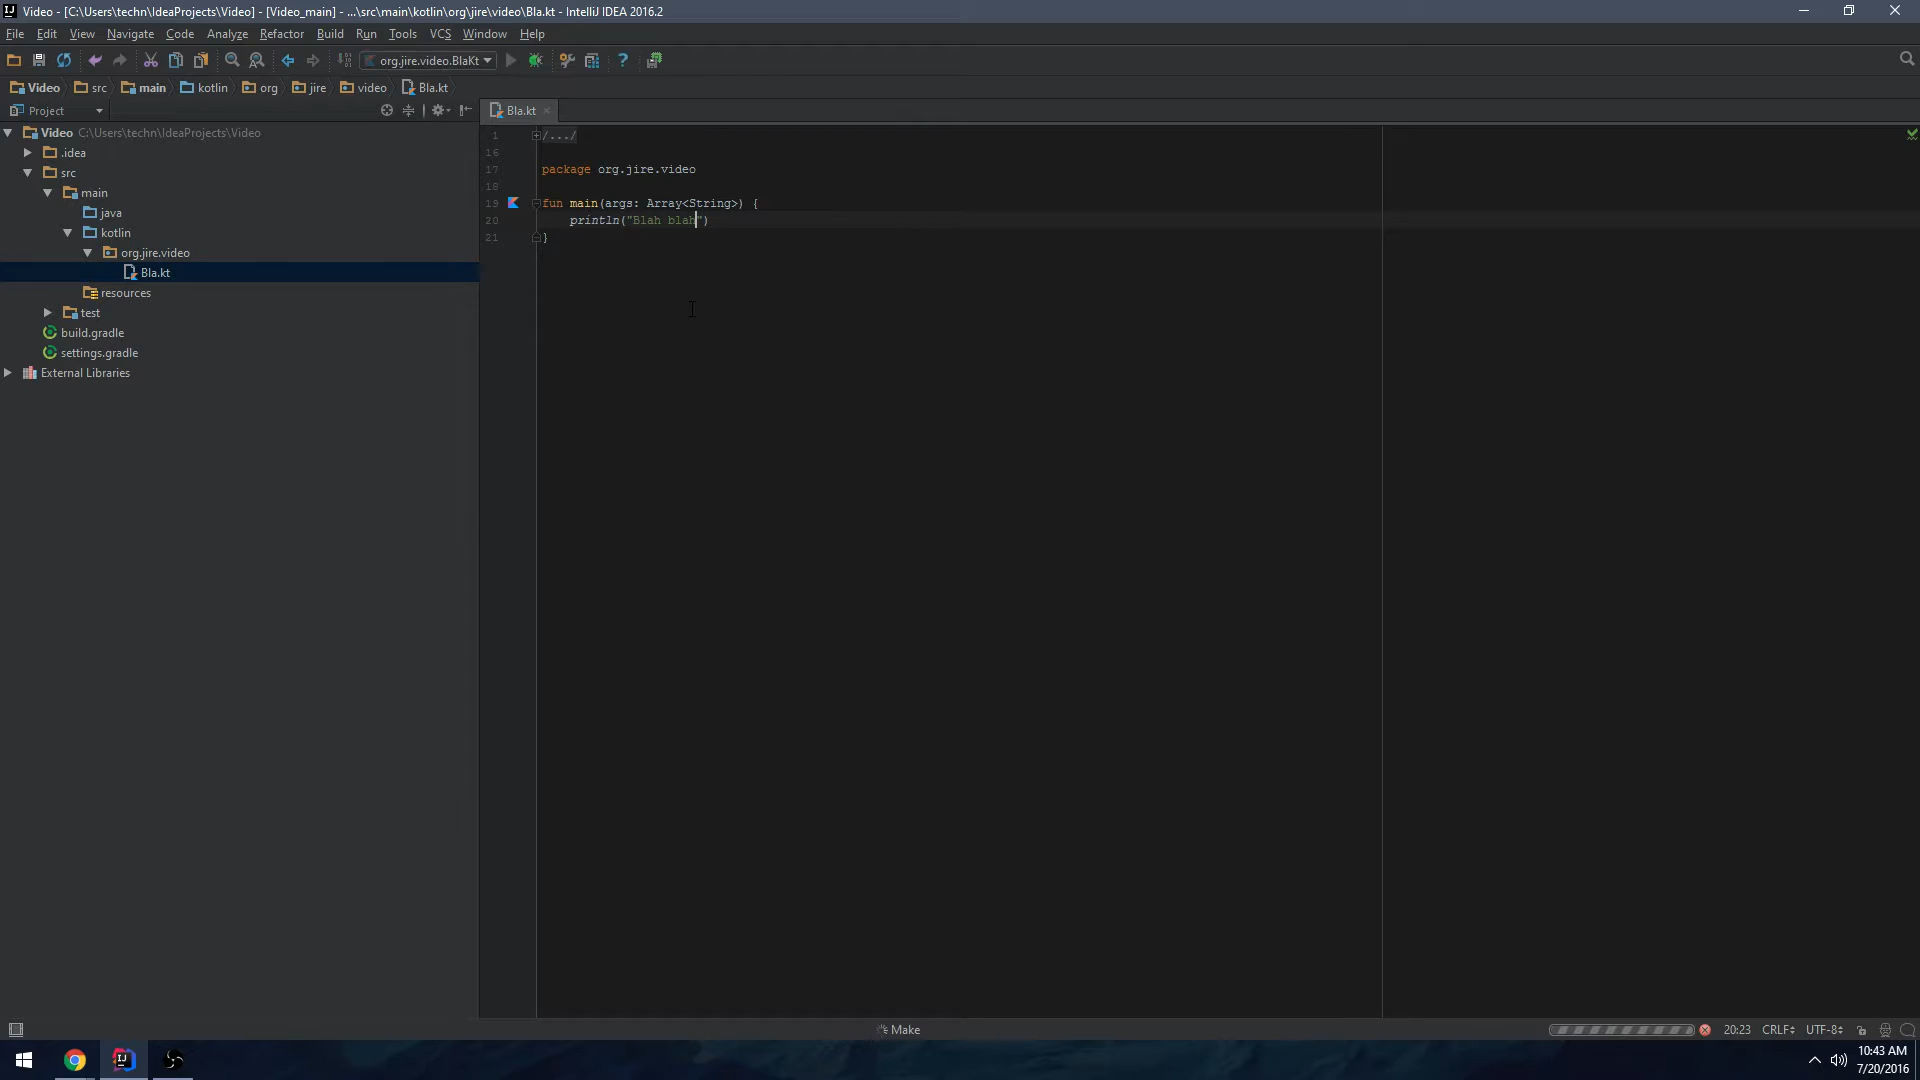 Video - [C:\Users\techn\IdeaProjects\Video] - [Video_main] - ...\src\main\kotlin\org\jire\video\Bla.kt - IntelliJ IDEA 2016.2
File Edit View Navigate Code Analyze Refactor Build Run Tools VCS Window Help
org.jire.video.BlaKt
Video src main kotlin org jire video Bla.kt
Project
Bla.kt
Video C:\Users\techn\IdeaProjects\Video
.idea
src
main
java
kotlin
org.jire.video
Bla.kt
resources
test
build.gradle
settings.gradle
External Libraries
1 /.../
16
17 package org.jire.video
18
19 fun main(args: Array<String>) {
20 println("Blah blah")
21 }
Make
20:23 CRLF UTF-8
10:43 AM
7/20/2016